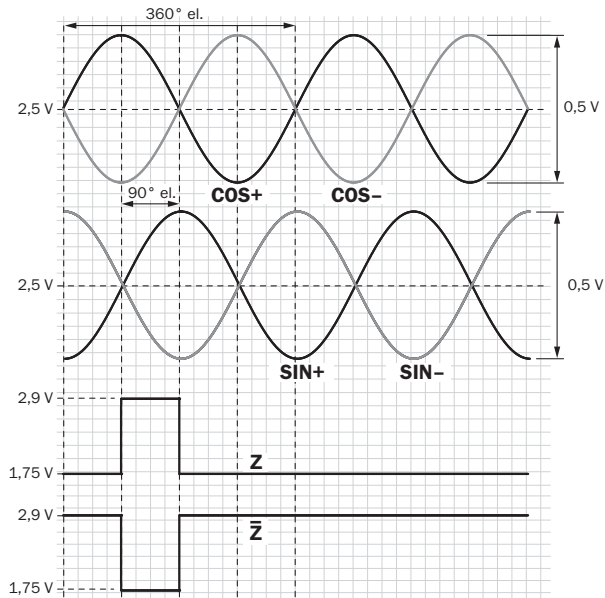 360° el.
2,5 V
0,5 V
90° el.
COS+
COS−
2,5 V
0,5 V
SIN+
SIN−
2,9 V
Z
1,75 V
2,9 V
Z̅
1,75 V